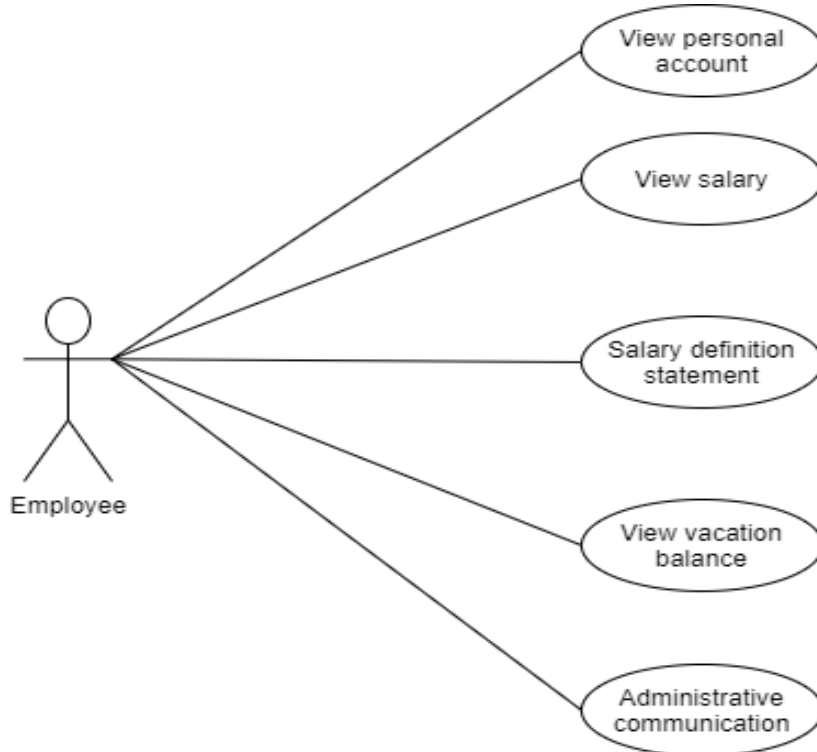 View personal
account
View salary
Salary definition
statement
Employee
View vacation
balance
Administrative
communication